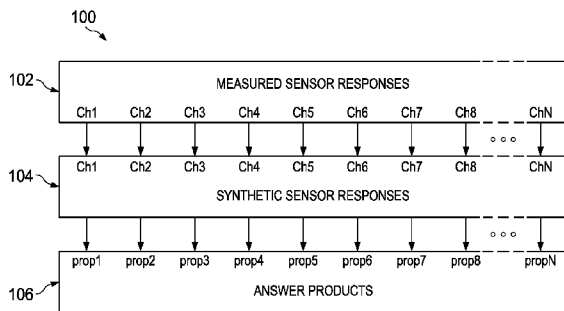 100
102
MEASURED SENSOR RESPONSES
Ch1 Ch2 Ch3 Ch4 Ch5 Ch6 Ch7 Ch8 ChN
104
Ch1 Ch2 Ch3 Ch4 Ch5 Ch6 Ch7 Ch8 ChN
SYNTHETIC SENSOR RESPONSES
prop1 prop2 prop3 prop4 prop5 prop6 prop7 prop8 propN
106
ANSWER PRODUCTS